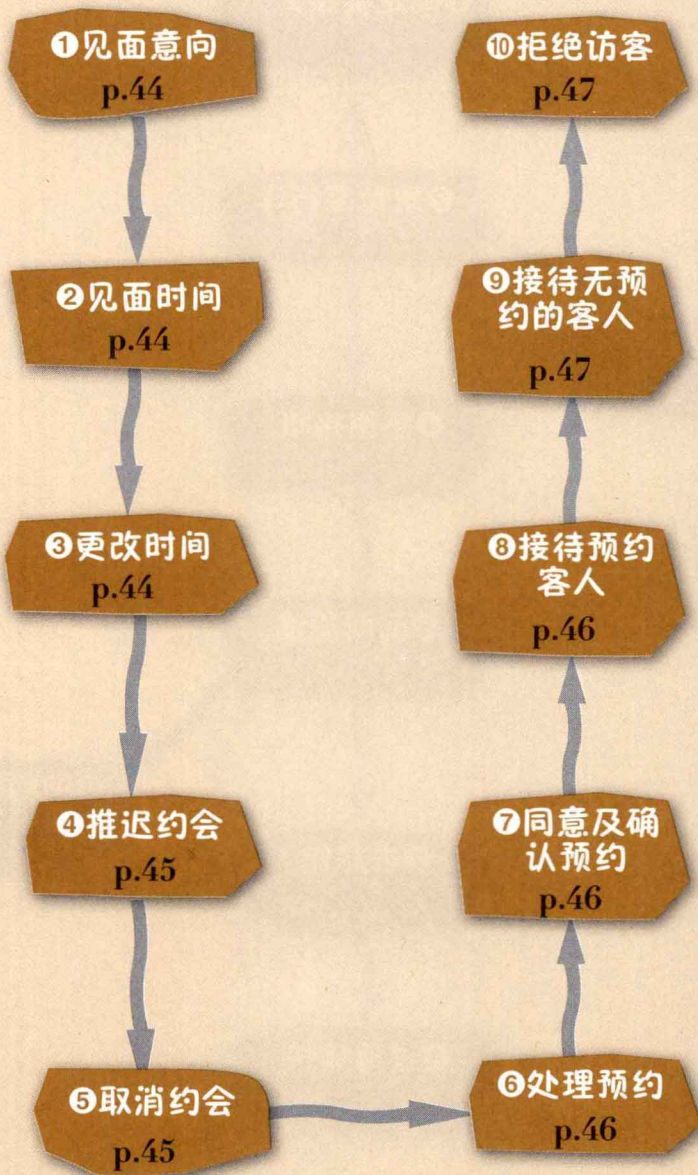 ❶见面意向
p.44
❷见面时间
p.44
❸更改时间
p.44
❹推迟约会
p.45
❺取消约会
p.45
❻处理预约
p.46
❼同意及确
认预约
p.46
❽接待预约
客人
p.46
❾接待无预
约的客人
p.47
❿拒绝访客
p.47